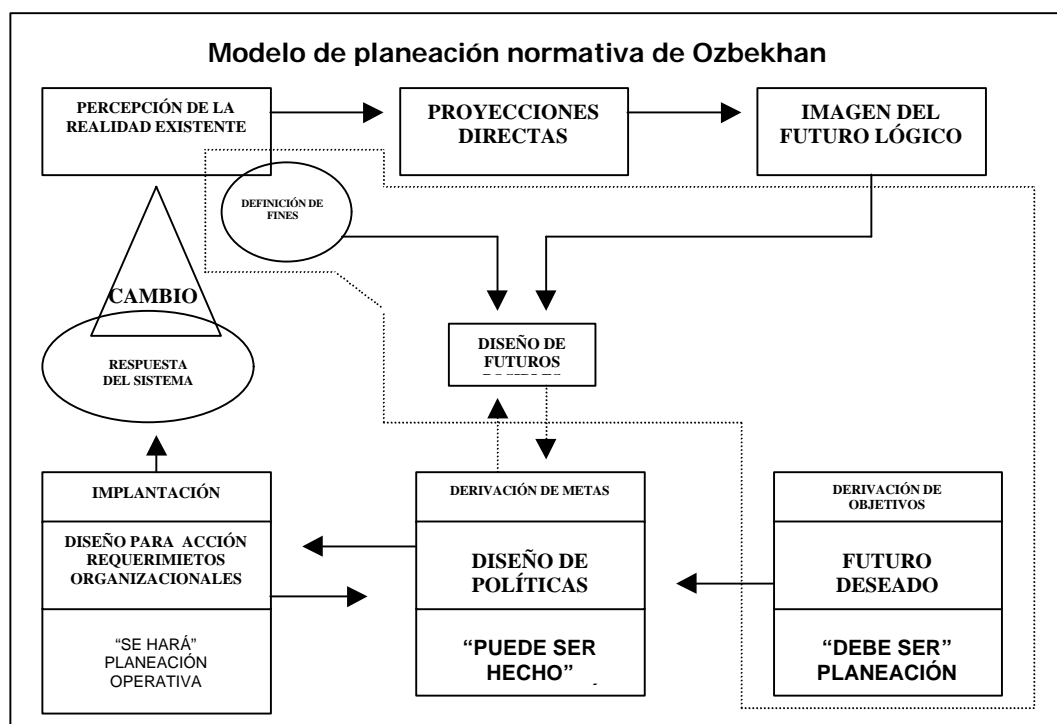 Modelo de planeación normativa de Ozbekhan
PERCEPCIÓN DE LA
REALIDAD EXISTENTE
PROYECCIONES
DIRECTAS
IMAGEN DEL
FUTURO LÓGICO
DEFINICIÓN DE
FINES
CAMBIO
RESPUESTA
DEL SISTEMA
DISEÑO DE
FUTUROS
IMPLANTACIÓN
DISEÑO PARA ACCIÓN
REQUERIMIETOS
ORGANIZACIONALES
“SE HARÁ”
PLANEACIÓN
OPERATIVA
DERIVACIÓN DE METAS
DISEÑO DE
POLÍTICAS
“PUEDE SER
HECHO”
DERIVACIÓN DE
OBJETIVOS
FUTURO
DESEADO
“DEBE SER”
PLANEACIÓN